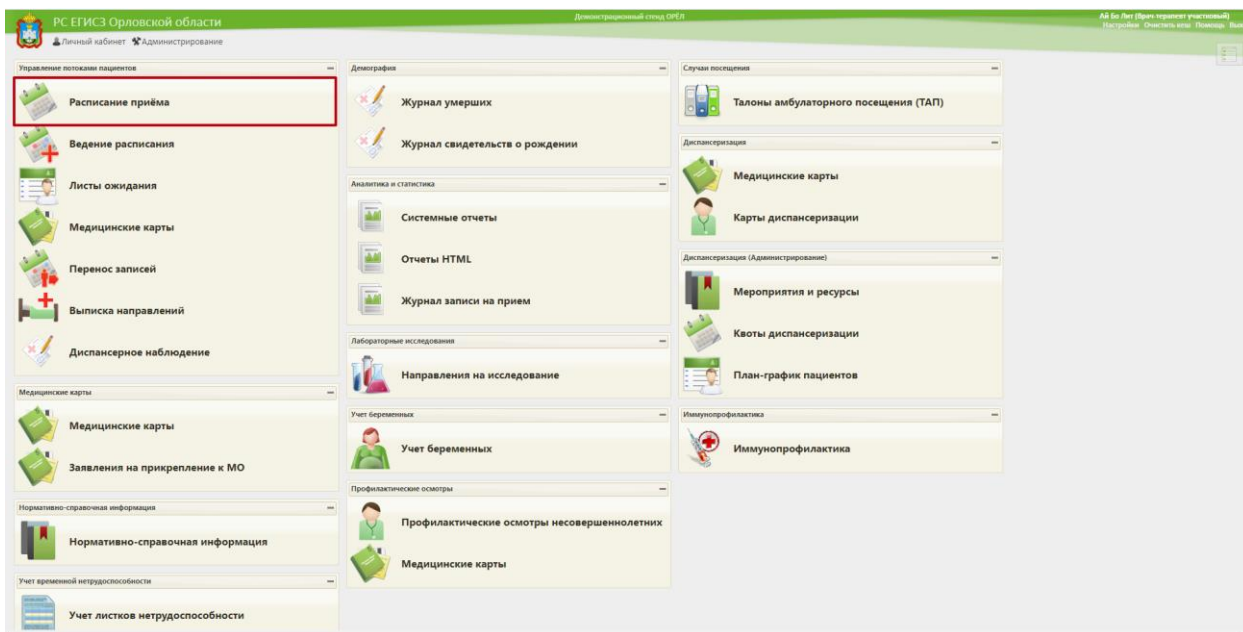 РС ЕГИСЗ Орловской области
Демонстрационный стенд ОРЁЛ
Ай Бо Лит (Врач-терапевт участковый)
Личный кабинет Администрирование
Настройки Очистить кеш Помощь
Управление потоками пациентов
Расписание приёма
Ведение расписания
Листы ожидания
Медицинские карты
Перенос записей
Выписка направлений
Диспансерное наблюдение
Медицинские карты
Медицинские карты
Заявления на прикрепление к МО
Нормативно-справочная информация
Нормативно-справочная информация
Учет временной нетрудоспособности
Учет листков нетрудоспособности
Демография
Журнал умерших
Журнал свидетельств о рождении
Аналитика и статистика
Системные отчеты
Отчеты HTML
Журнал записи на прием
Лабораторные исследования
Направления на исследование
Учет беременных
Учет беременных
Профилактические осмотры
Профилактические осмотры несовершеннолетних
Медицинские карты
Случаи посещения
Талоны амбулаторного посещения (ТАП)
Диспансеризация
Медицинские карты
Карты диспансеризации
Диспансеризация (Администрирование)
Мероприятия и ресурсы
Квоты диспансеризации
План-график пациентов
Иммунопрофилактика
Иммунопрофилактика